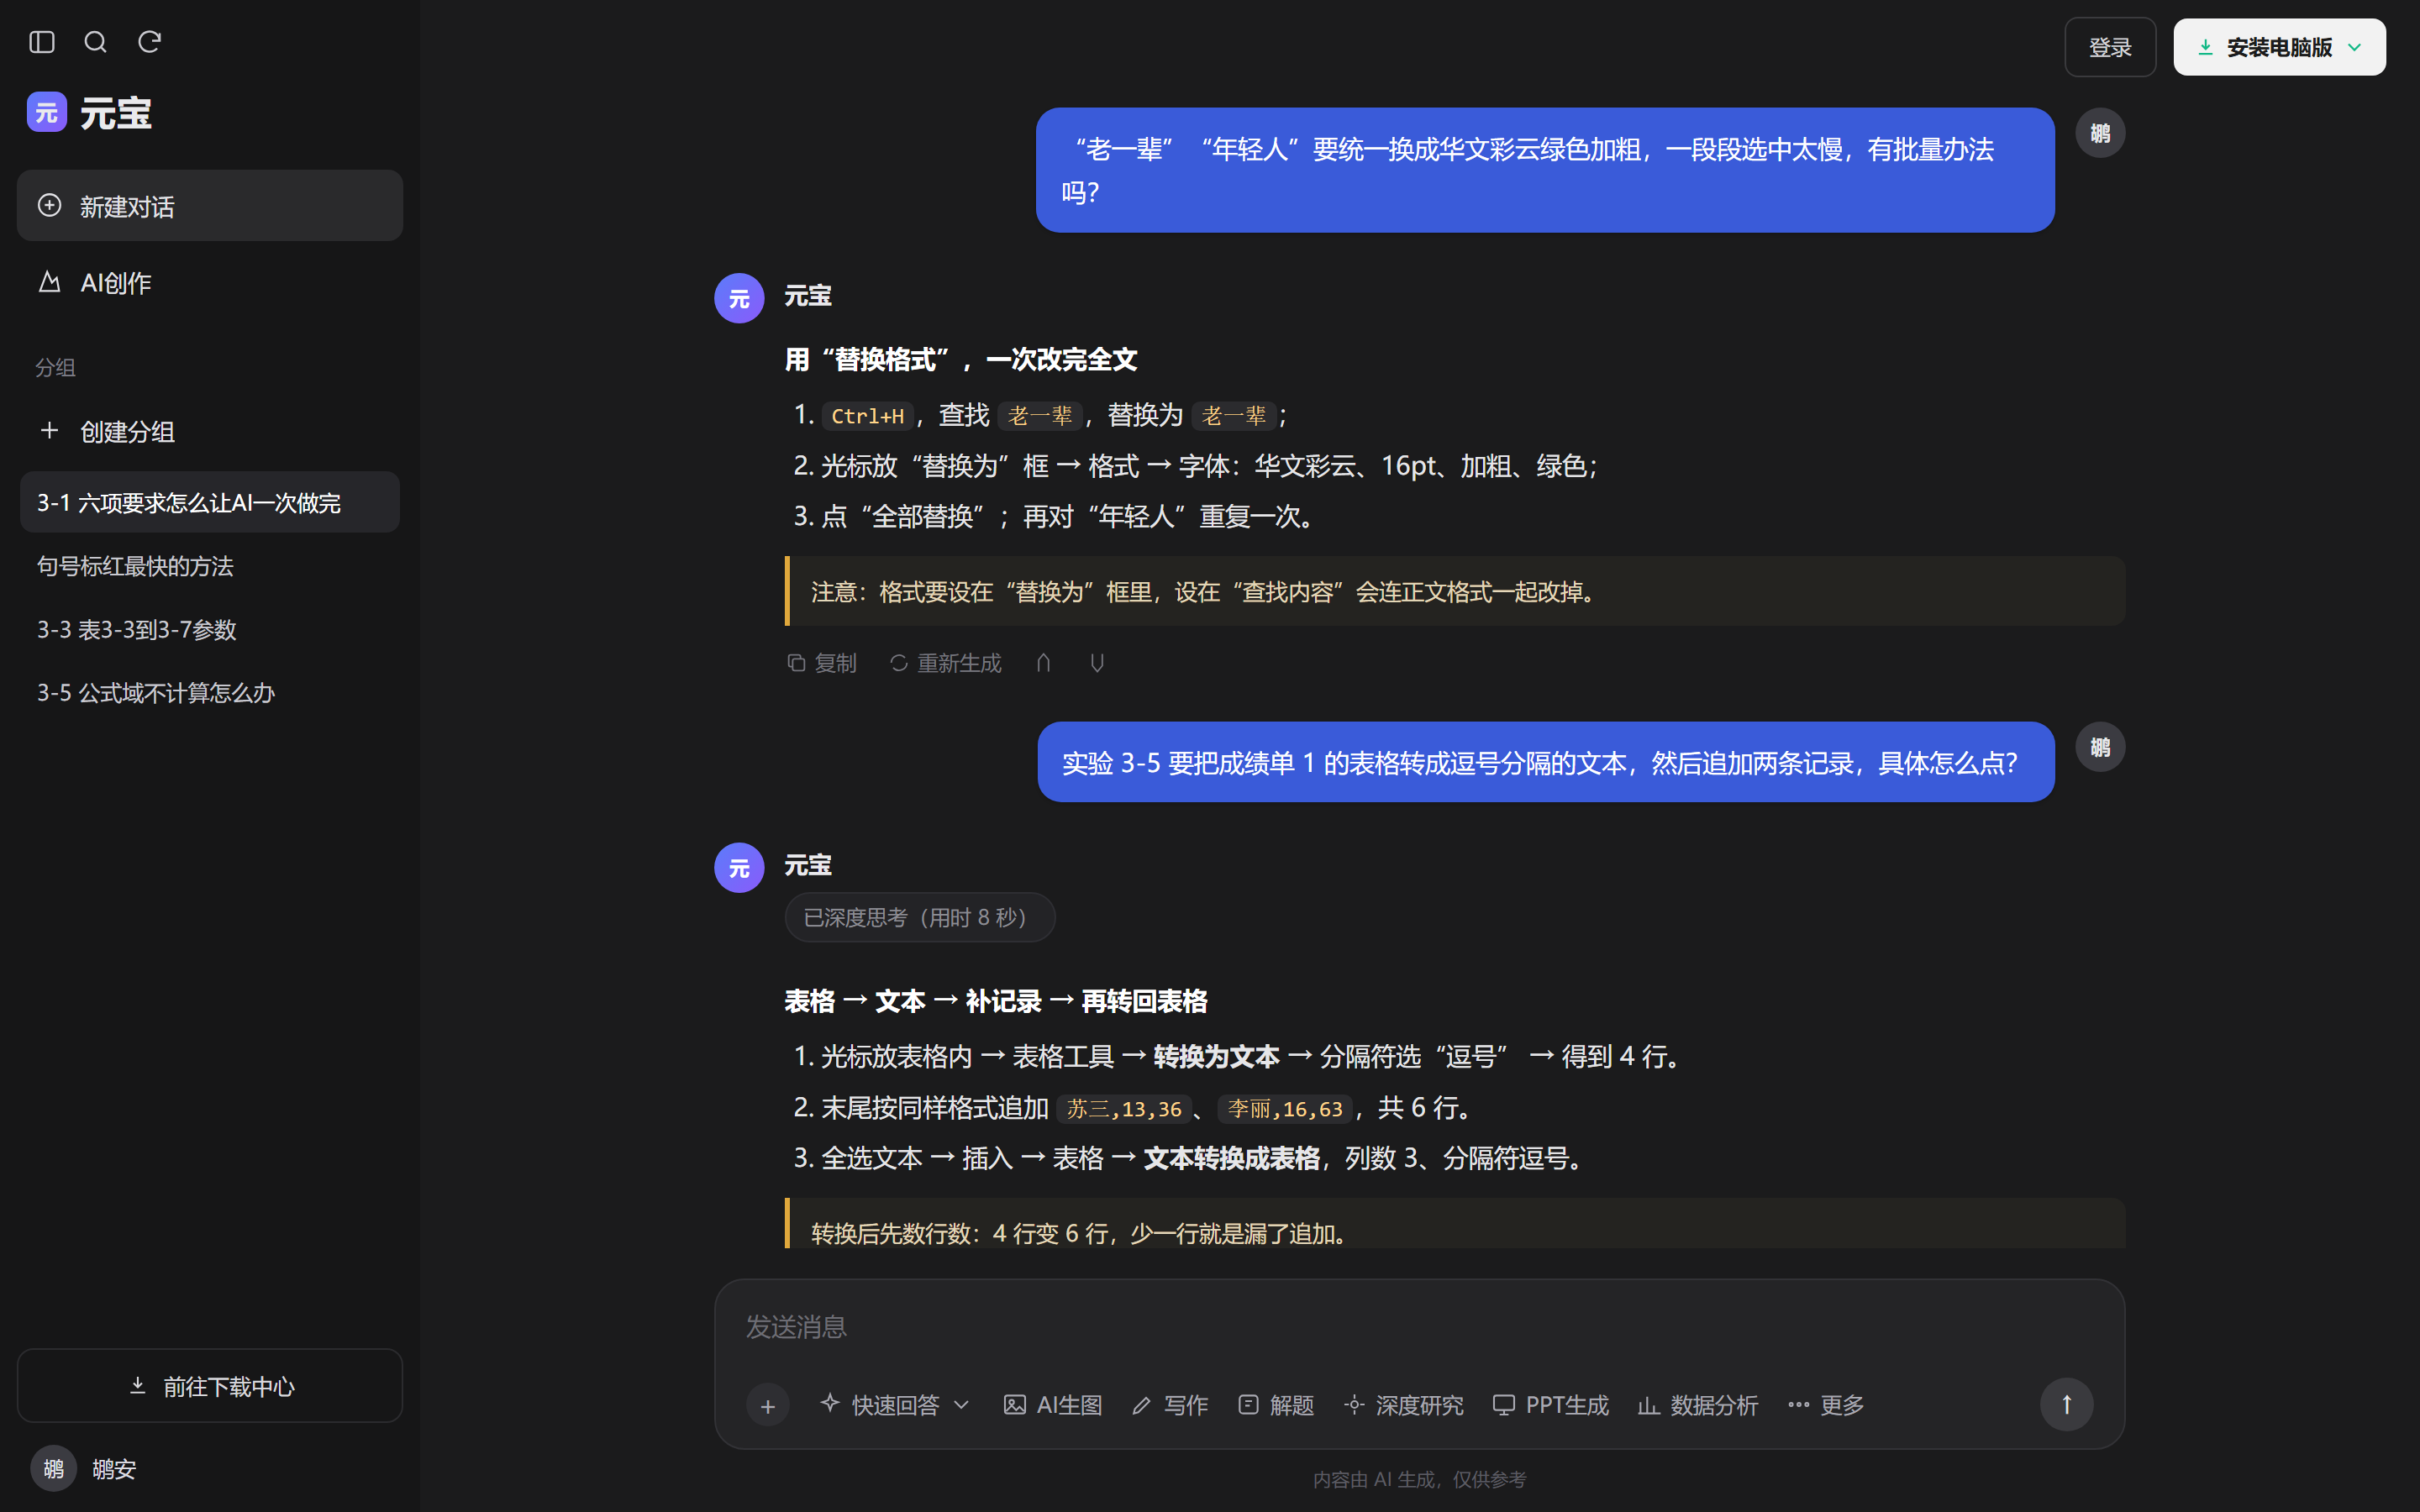 元 元宝
新建对话
AI创作
分组
创建分组
3-1 六项要求怎么让AI一次做完
句号标红最快的方法
3-3 表3-3到3-7参数
3-5 公式域不计算怎么办
前往下载中心
鹕 鹕安
登录
安装电脑版
“老一辈”“年轻人”要统一换成华文彩云绿色加粗，一段段选中太慢，有批量办法
吗？
鹕
元 元宝
用“替换格式”，一次改完全文
1. Ctrl+H，查找 老一辈，替换为 老一辈；
2. 光标放“替换为”框 → 格式 → 字体：华文彩云、16pt、加粗、绿色；
3. 点“全部替换”；再对“年轻人”重复一次。
注意：格式要设在“替换为”框里，设在“查找内容”会连正文格式一起改掉。
复制 重新生成
实验 3-5 要把成绩单 1 的表格转成逗号分隔的文本，然后追加两条记录，具体怎么点？
鹕
元 元宝
已深度思考（用时 8 秒）
表格 → 文本 → 补记录 → 再转回表格
1. 光标放表格内 → 表格工具 → 转换为文本 → 分隔符选“逗号” → 得到 4 行。
2. 末尾按同样格式追加 苏三,13,36、李丽,16,63，共 6 行。
3. 全选文本 → 插入 → 表格 → 文本转换成表格，列数 3、分隔符逗号。
转换后先数行数：4 行变 6 行，少一行就是漏了追加。
发送消息
快速回答 AI生图 写作 解题 深度研究 PPT生成 数据分析 更多
内容由 AI 生成，仅供参考